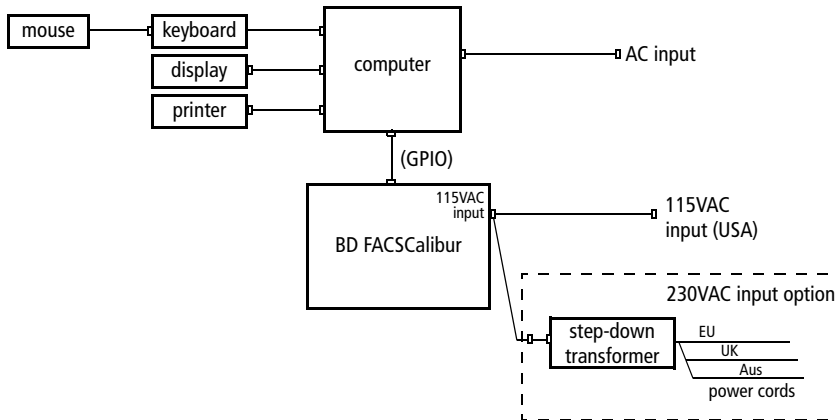 mouse
keyboard
display
printer
computer
AC input
(GPIO)
115VAC
input
BD FACSCalibur
115VAC
input (USA)
230VAC input option
step-down
transformer
EU
UK
Aus
power cords